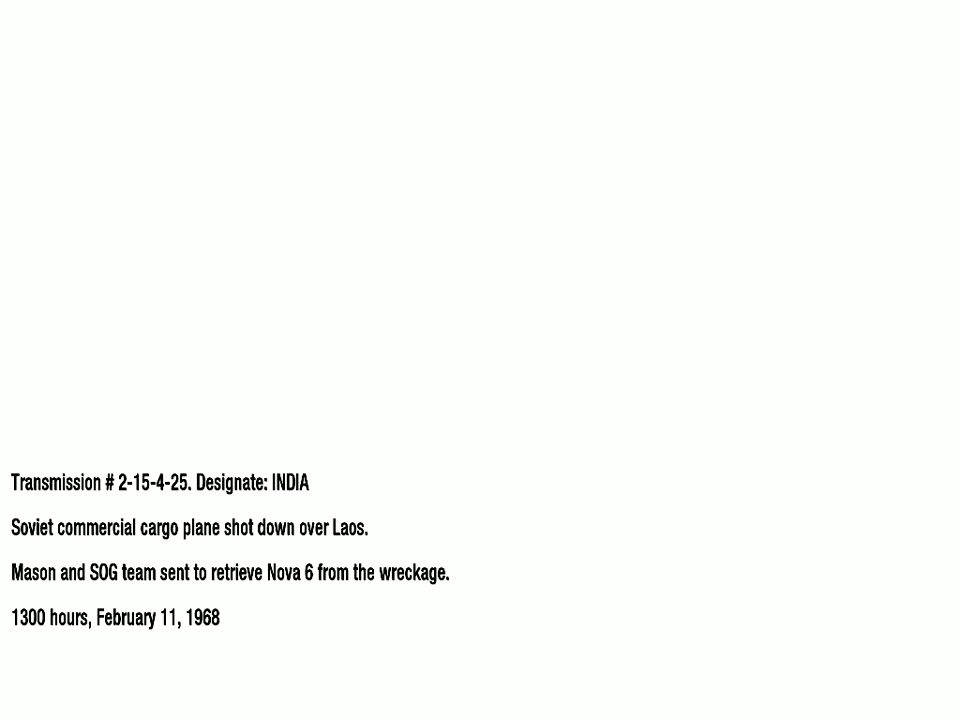 Transmission # 2-15-4-25. Designate: INDIA
Soviet commercial cargo plane shot down over Laos.
Mason and SOG team sent to retrieve Nova 6 from the wreckage.
1300 hours, February 11, 1968